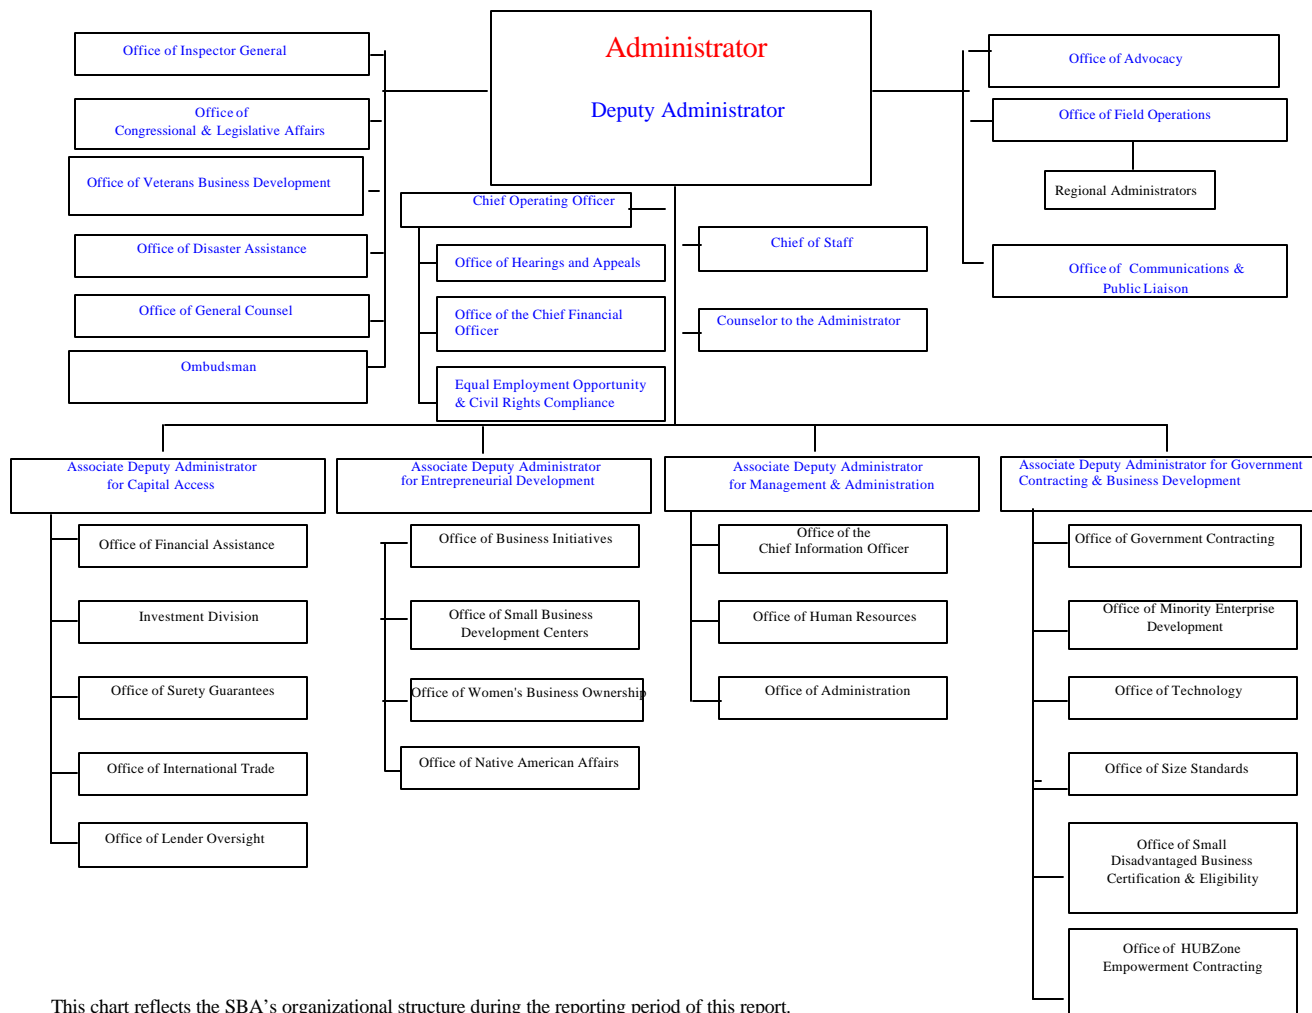 Administrator
Deputy Administrator
Office of Inspector General
Office of
Congressional & Legislative Affairs
Office of Veterans Business Development
Office of Disaster Assistance
Office of General Counsel
Ombudsman
Office of Advocacy
Office of Field Operations
Regional Administrators
Office of Communications &
Public Liaison
Chief Operating Officer
Office of Hearings and Appeals
Office of the Chief Financial
Officer
Equal Employment Opportunity
& Civil Rights Compliance
Chief of Staff
Counselor to the Administrator
Associate Deputy Administrator
for Capital Access
Office of Financial Assistance
Investment Division
Office of Surety Guarantees
Office of International Trade
Office of Lender Oversight
Associate Deputy Administrator
for Entrepreneurial Development
Office of Business Initiatives
Office of Small Business
Development Centers
Office of Women's Business Ownership
Office of Native American Affairs
Associate Deputy Administrator
for Management & Administration
Office of the
Chief Information Officer
Office of Human Resources
Office of Administration
Associate Deputy Administrator for Government
Contracting & Business Development
Office of Government Contracting
Office of Minority Enterprise
Development
Office of Technology
Office of Size Standards
Office of Small
Disadvantaged Business
Certification & Eligibility
Office of HUBZone
Empowerment Contracting
This chart reflects the SBA's organizational structure during the reporting period of this report.